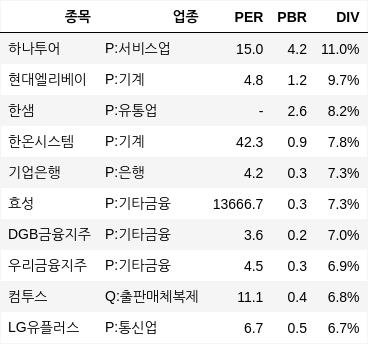 종목 업종 PER PBR DIV
하나투어 P:서비스업 15.0 4.2 11.0%
현대엘리베이 P:기계 4.8 1.2 9.7%
한샘 P:유통업 - 2.6 8.2%
한온시스템 P:기계 42.3 0.9 7.8%
기업은행 P:은행 4.2 0.3 7.3%
효성 P:기타금융 13666.7 0.3 7.3%
DGB금융지주 P:기타금융 3.6 0.2 7.0%
우리금융지주 P:기타금융 4.5 0.3 6.9%
컴투스 Q:출판매체복제 11.1 0.4 6.8%
LG유플러스 P:통신업 6.7 0.5 6.7%